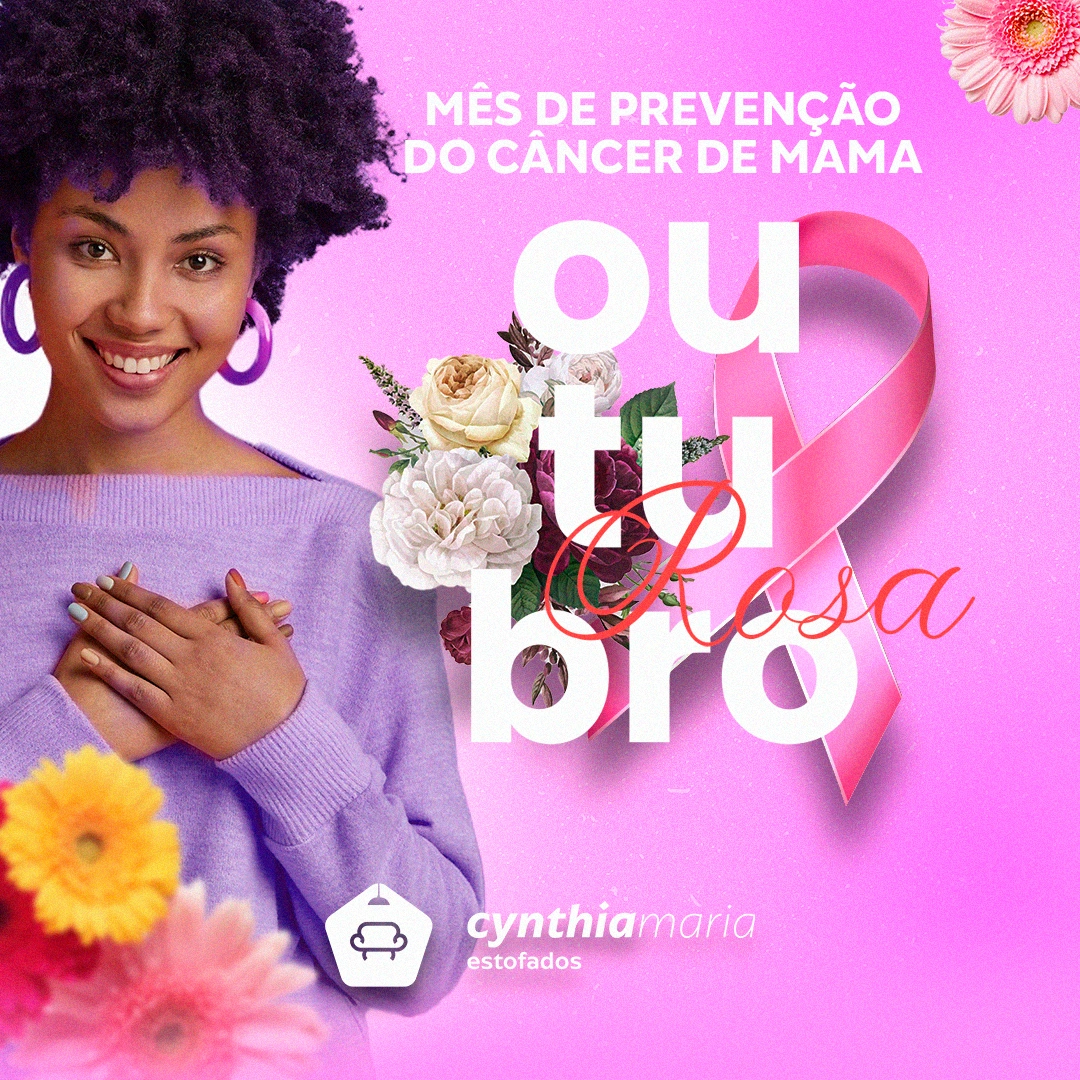 MÊS DE PREVENÇÃO
DO CÂNCER DE MAMA
ou
tu
bro
Rosa
cynthiamaria
estofados